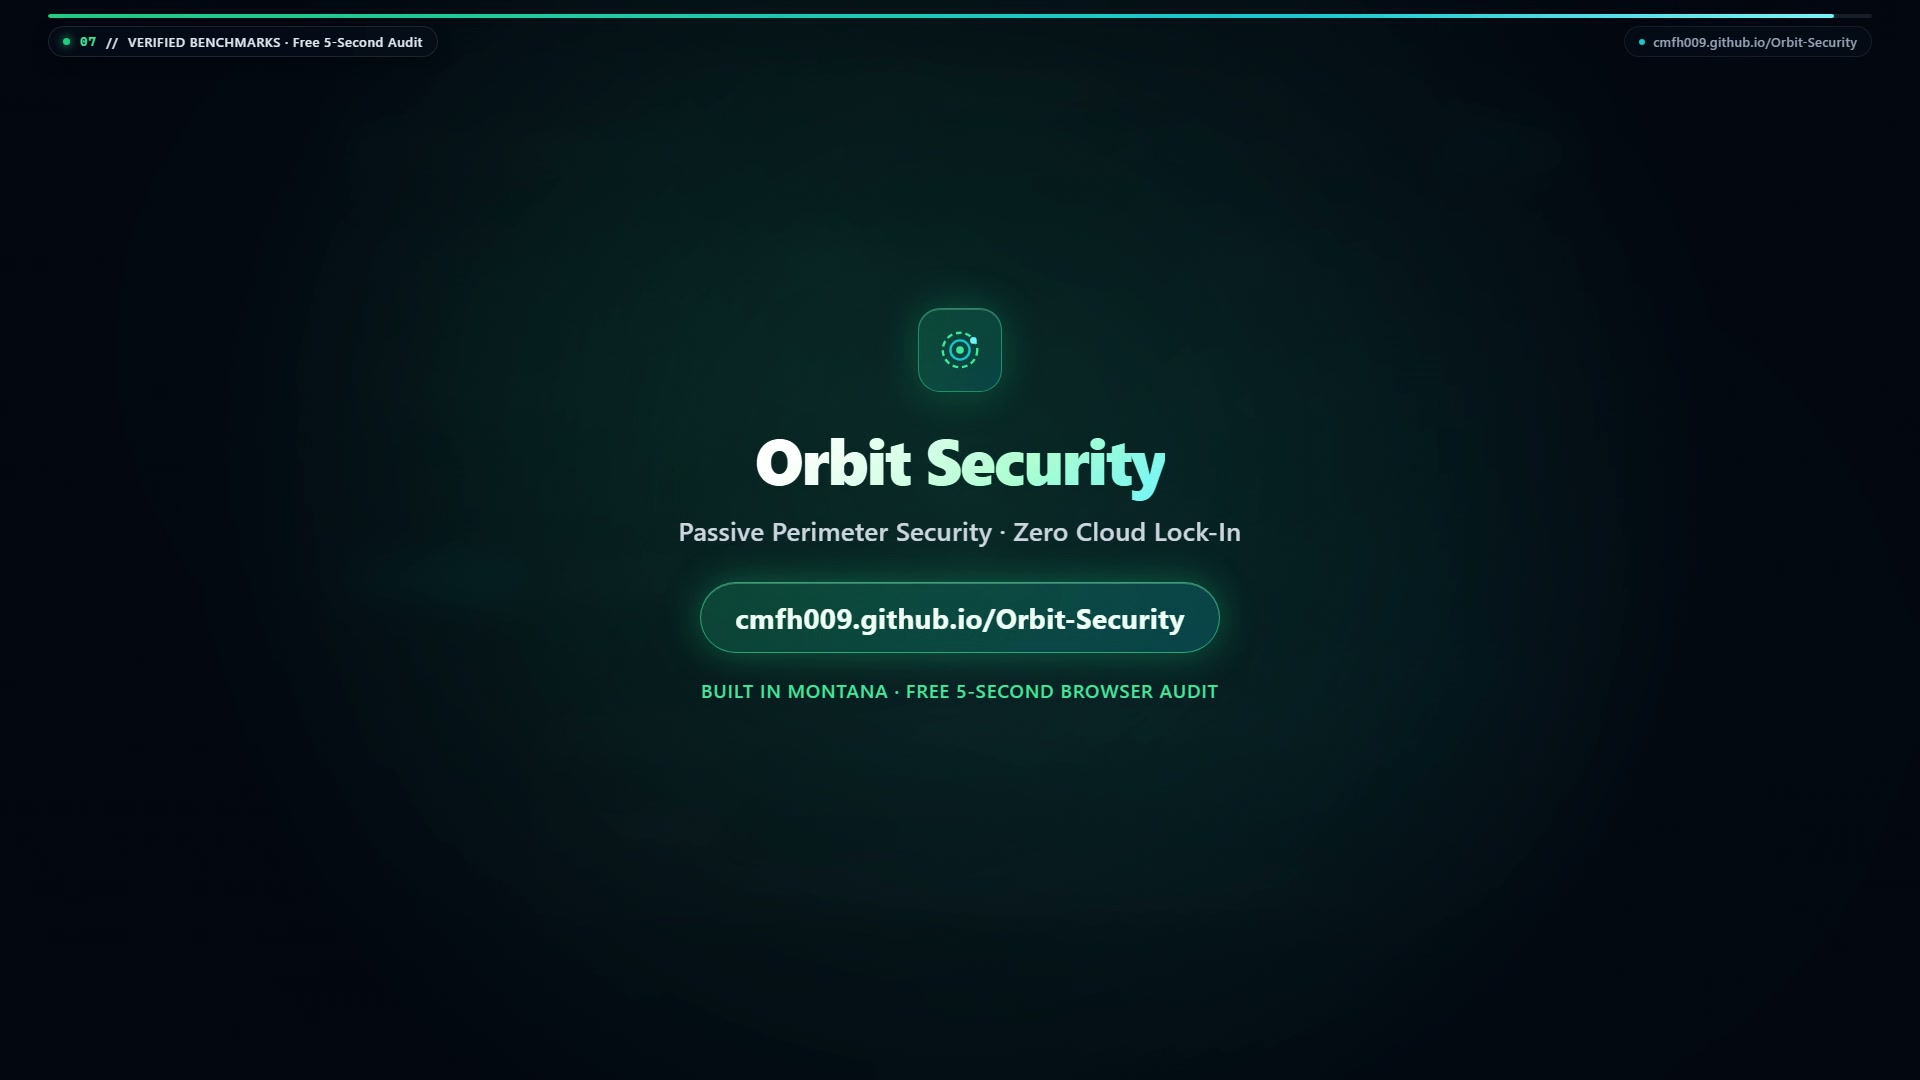 07 // VERIFIED BENCHMARKS · Free 5-Second Audit
cmfh009.github.io/Orbit-Security
Orbit Security
Passive Perimeter Security · Zero Cloud Lock-In
cmfh009.github.io/Orbit-Security
BUILT IN MONTANA · FREE 5-SECOND BROWSER AUDIT